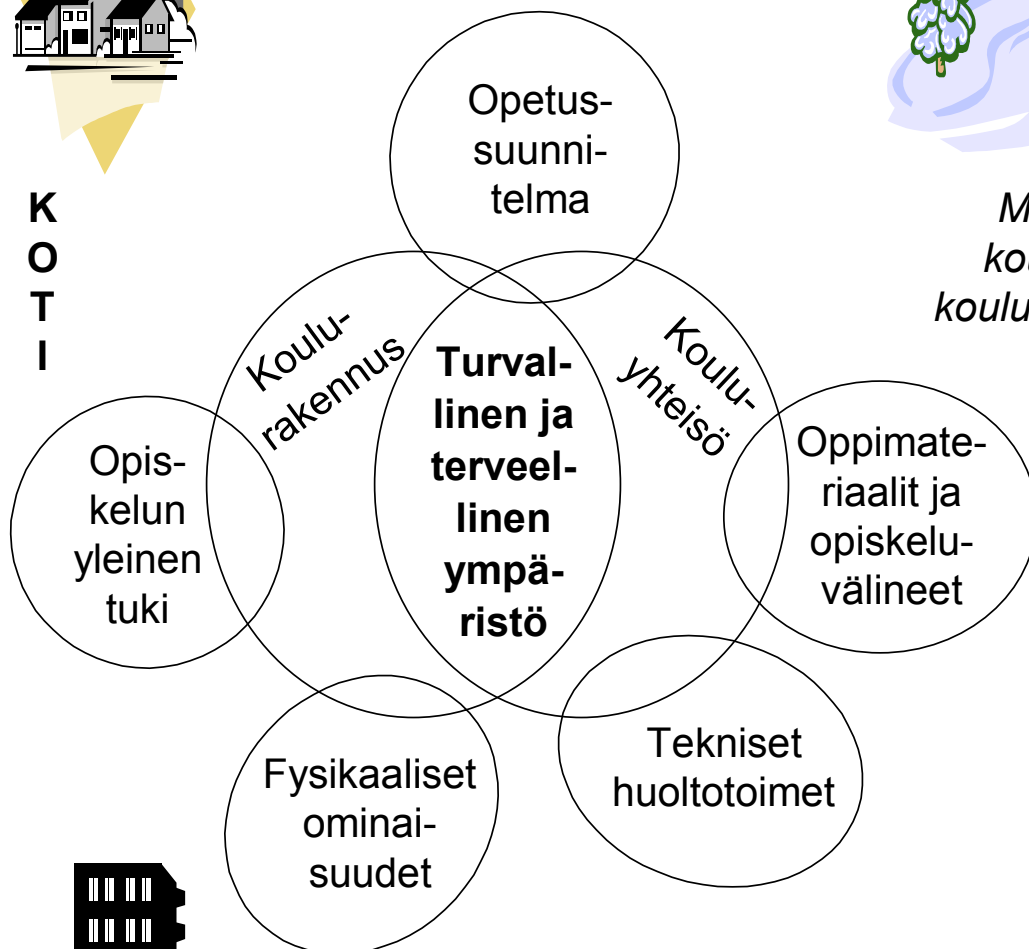 Opetus-
suunni-
telma
K
O
T
I
Koulu-
rakennus
Turval-
linen ja
terveel-
linen
ympä-
ristö
Koulu-
yhteisö
Opis-
kelun
yleinen
tuki
Oppimate-
riaalit ja
opiskelu-
välineet
Fysikaaliset
ominai-
suudet
Tekniset
huoltotoimet